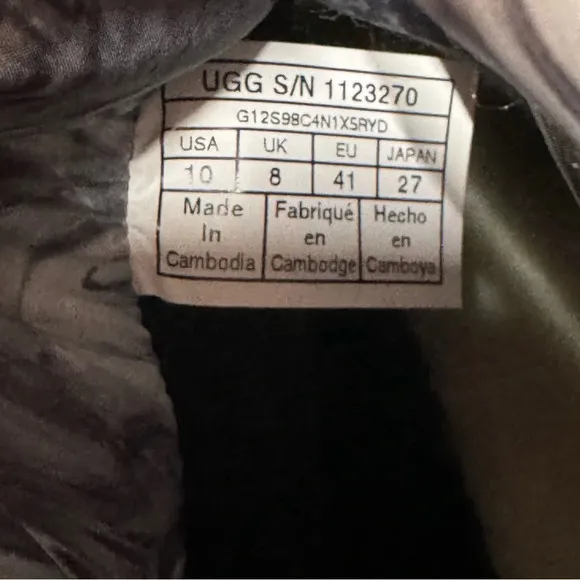 UGG S/N 1123270
G12S98C4N1X5RYD
USA UK EU JAPAN
10 8 41 27
Made Fabriqué Hecho
In en en
Cambodia Cambodge Camboya